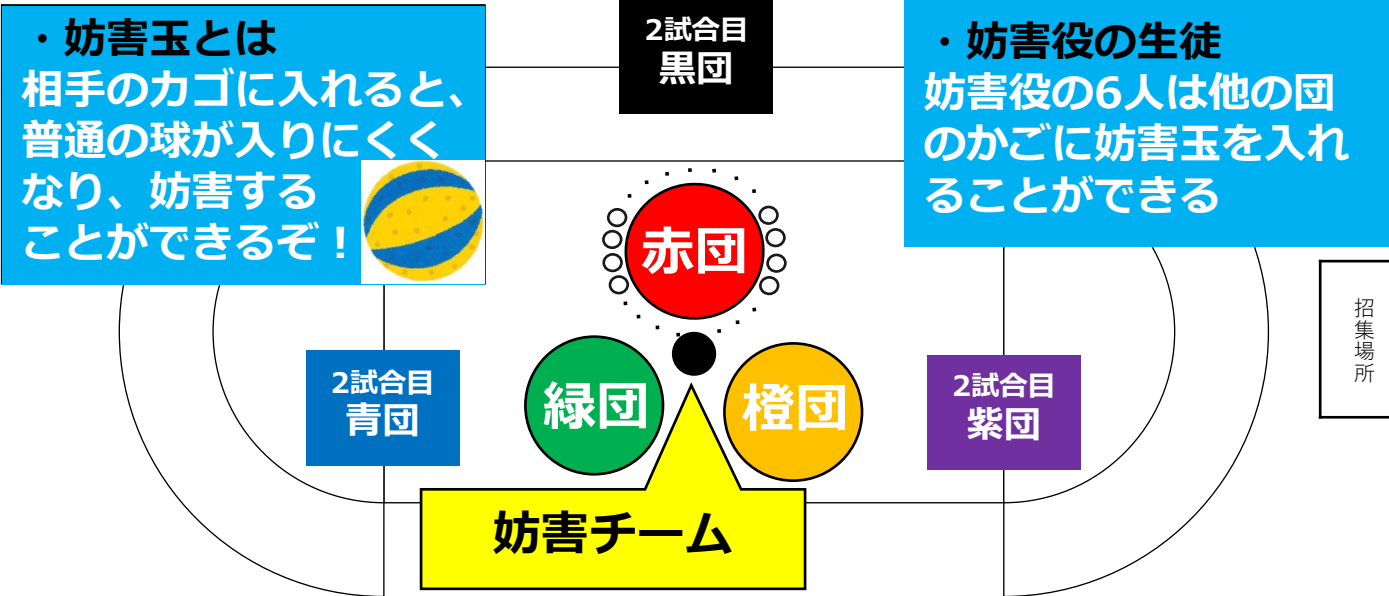 ・妨害玉とは
相手のカゴに入れると、
普通の球が入りにくく
なり、妨害する
ことができるぞ！
2試合目
黒団
・妨害役の生徒
妨害役の6人は他の団
のかごに妨害玉を入れ
ることができる
赤団
招集場所
2試合目
青団
緑団
橙団
2試合目
紫団
妨害チーム